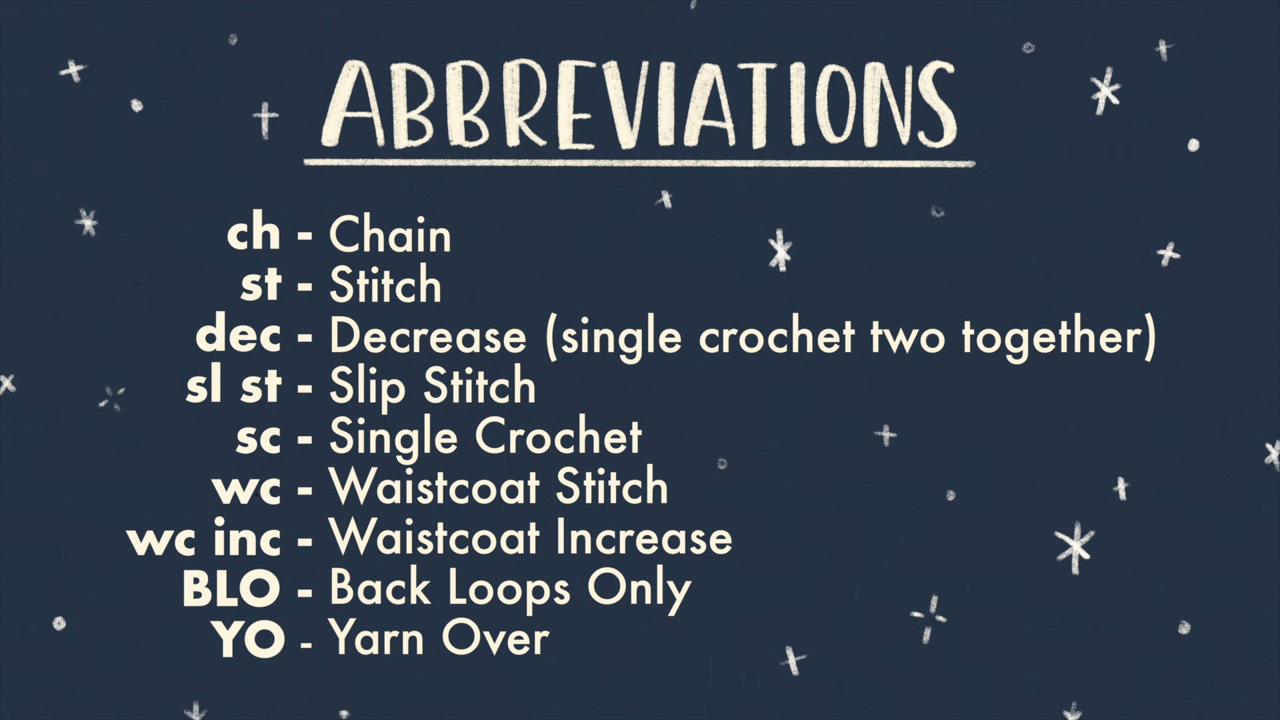 ABBREVIATIONS
ch - Chain
st - Stitch
dec - Decrease (single crochet two together)
sl st - Slip Stitch
sc - Single Crochet
wc - Waistcoat Stitch
wc inc - Waistcoat Increase
BLO - Back Loops Only
YO - Yarn Over